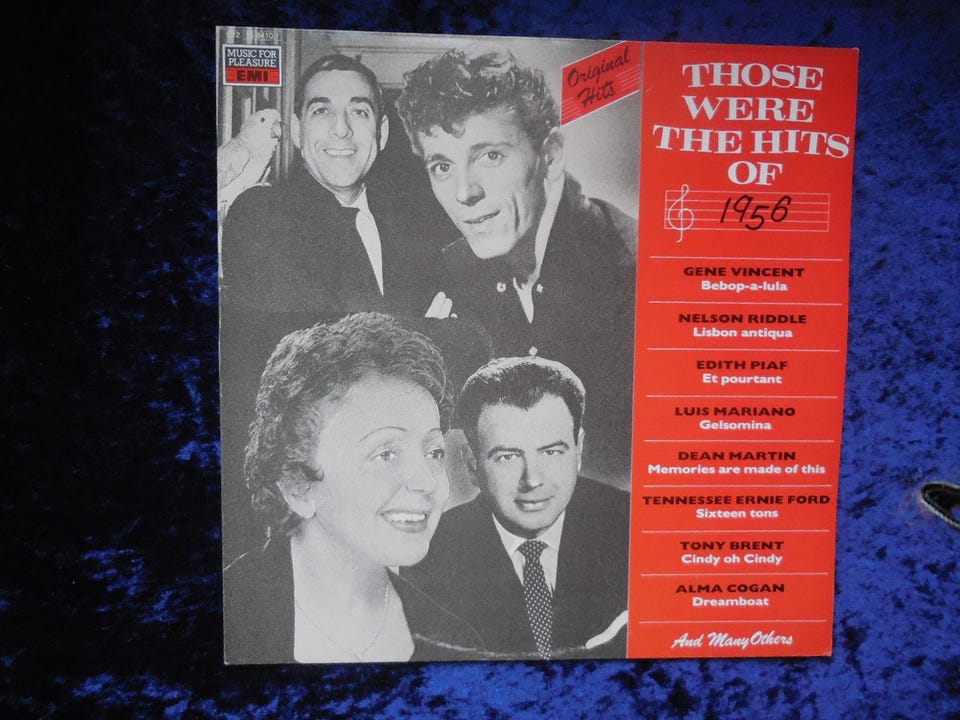 MUSIC FOR
PLEASURE
EMI
Original
Hits
THOSE
WERE
THE HITS
OF
1956
GENE VINCENT
Bebop-a-lula
NELSON RIDDLE
Lisbon antiqua
EDITH PIAF
Et pourtant
LUIS MARIANO
Gelsomina
DEAN MARTIN
Memories are made of this
TENNESSEE ERNIE FORD
Sixteen tons
TONY BRENT
Cindy oh Cindy
ALMA COGAN
Dreamboat
And Many Others